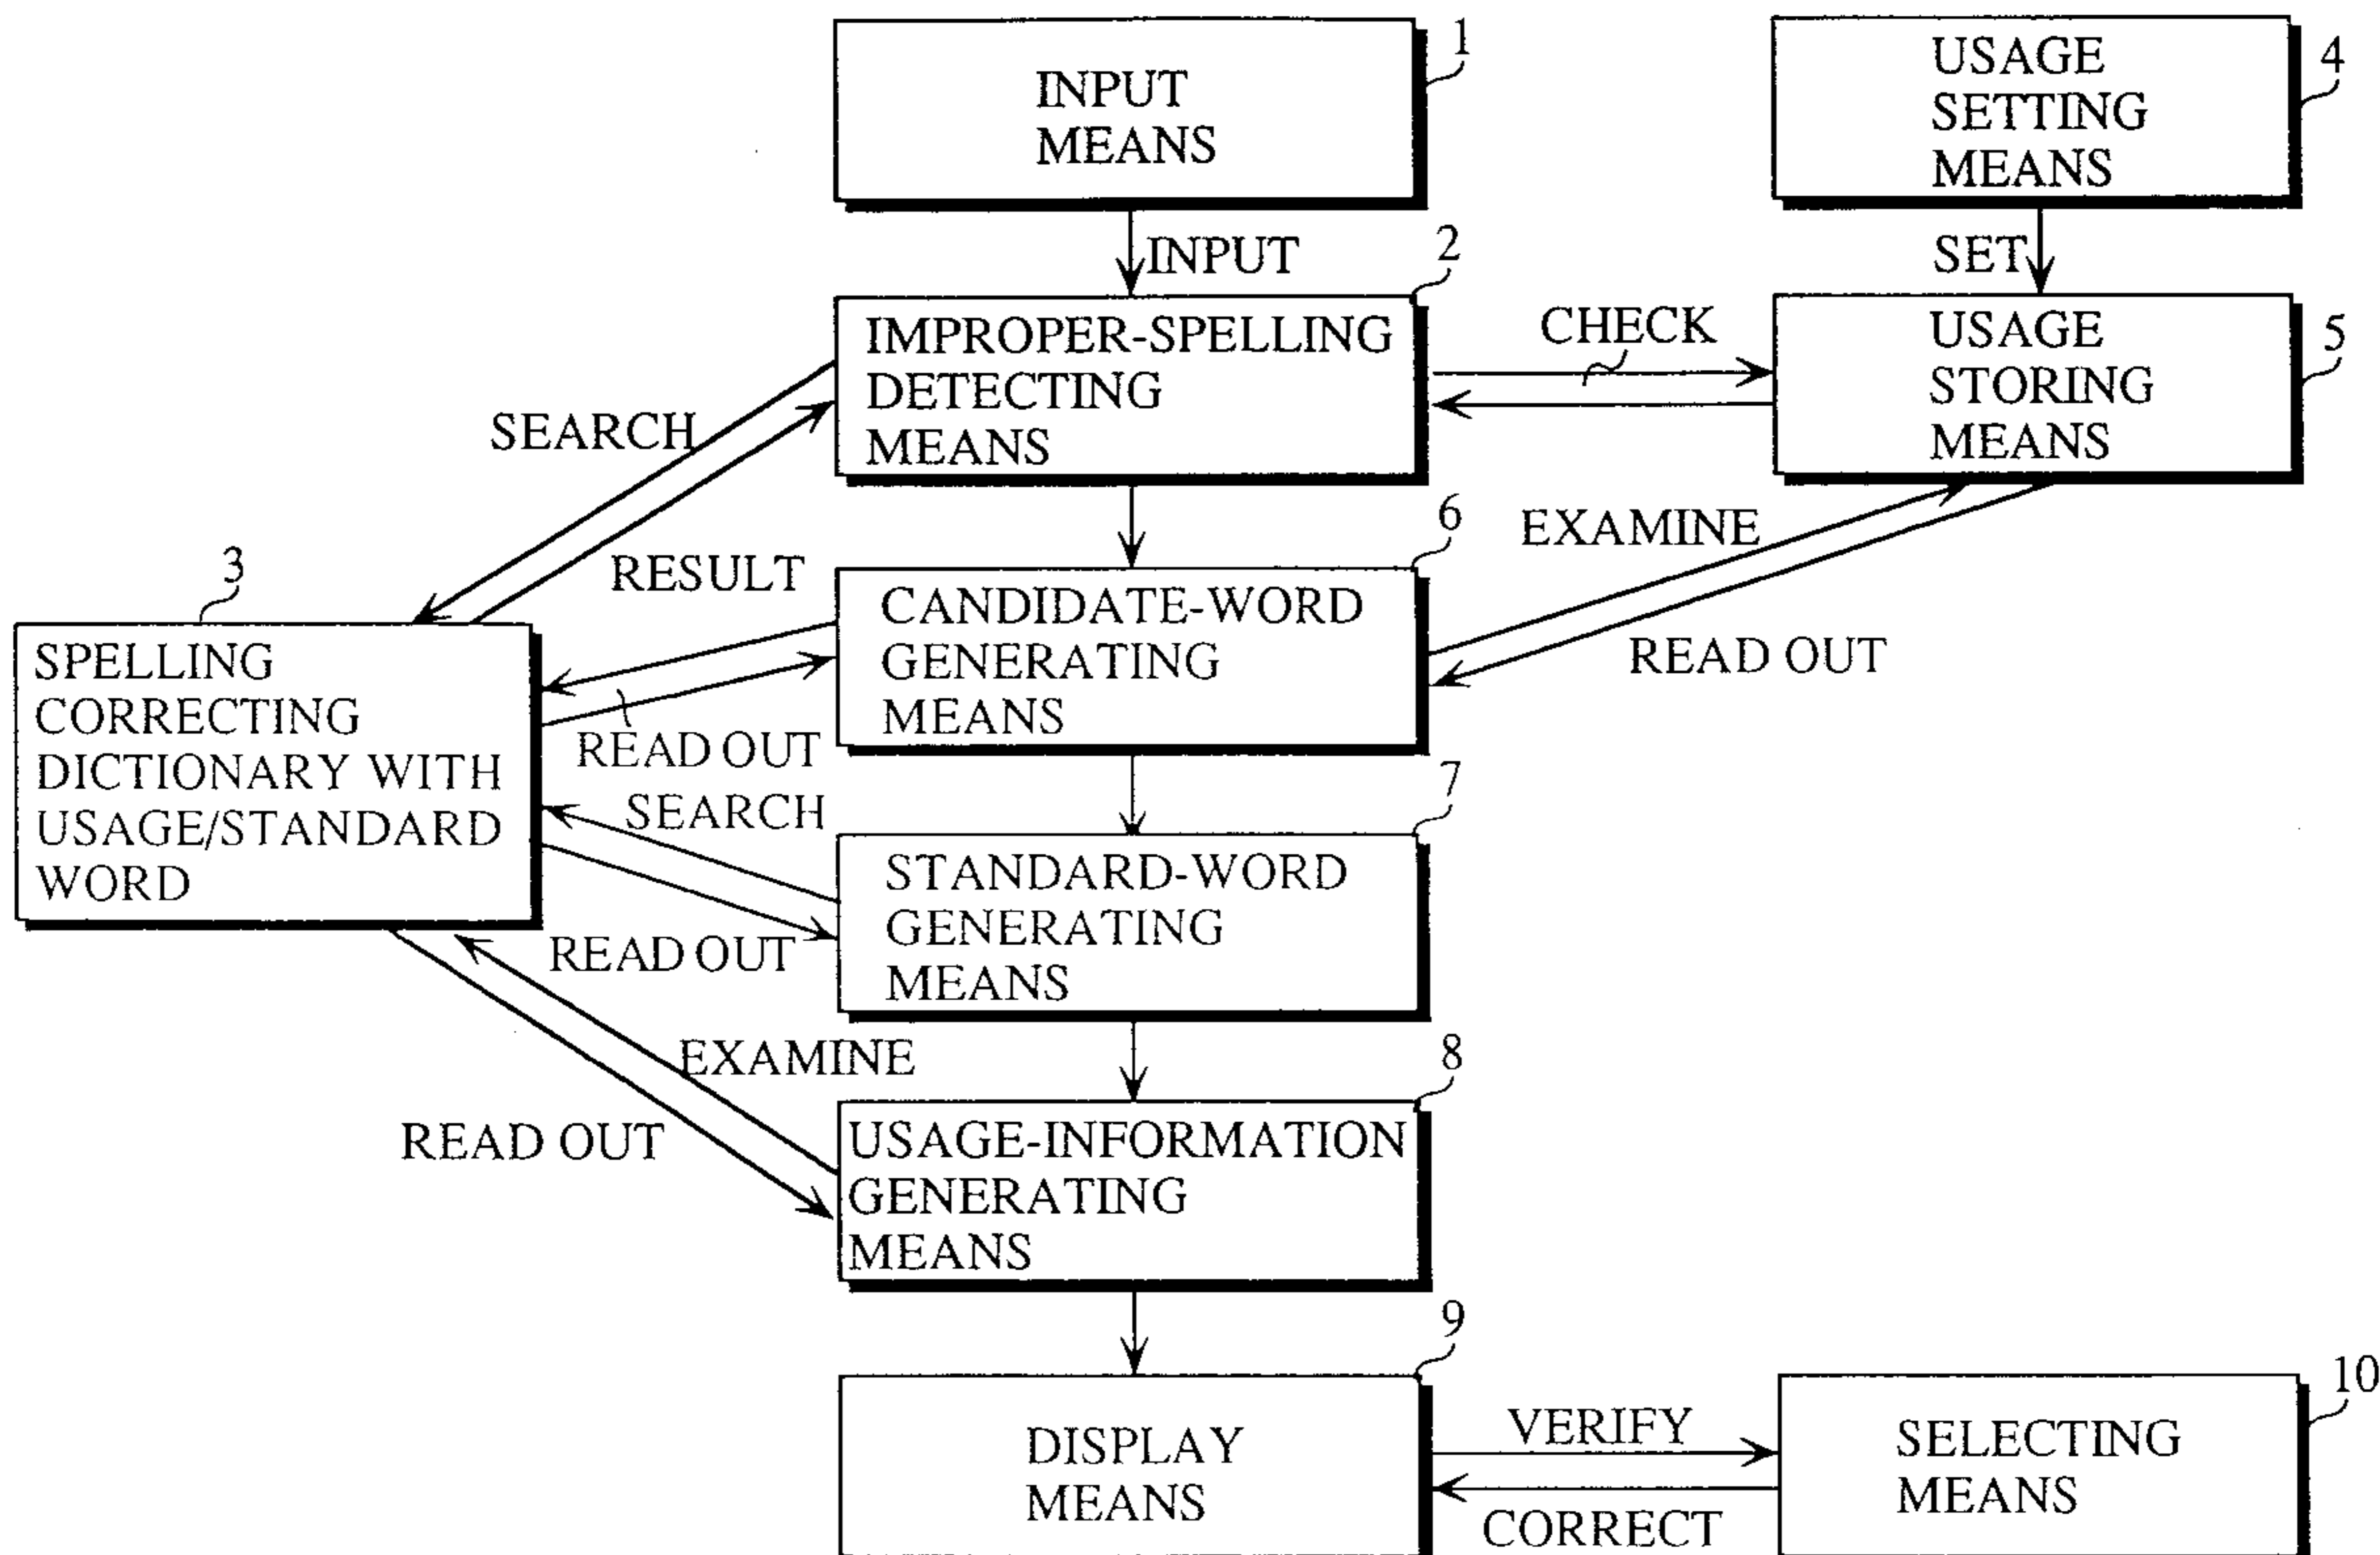 1
INPUT
MEANS
4
USAGE
SETTING
MEANS
INPUT
SET
2
IMPROPER-SPELLING
DETECTING
MEANS
CHECK
5
USAGE
STORING
MEANS
SEARCH
RESULT
EXAMINE
READ OUT
3
SPELLING
CORRECTING
DICTIONARY WITH
USAGE/STANDARD
WORD
6
CANDIDATE-WORD
GENERATING
MEANS
READ OUT
SEARCH
7
STANDARD-WORD
GENERATING
MEANS
READ OUT
EXAMINE
READ OUT
8
USAGE-INFORMATION
GENERATING
MEANS
9
DISPLAY
MEANS
VERIFY
CORRECT
10
SELECTING
MEANS